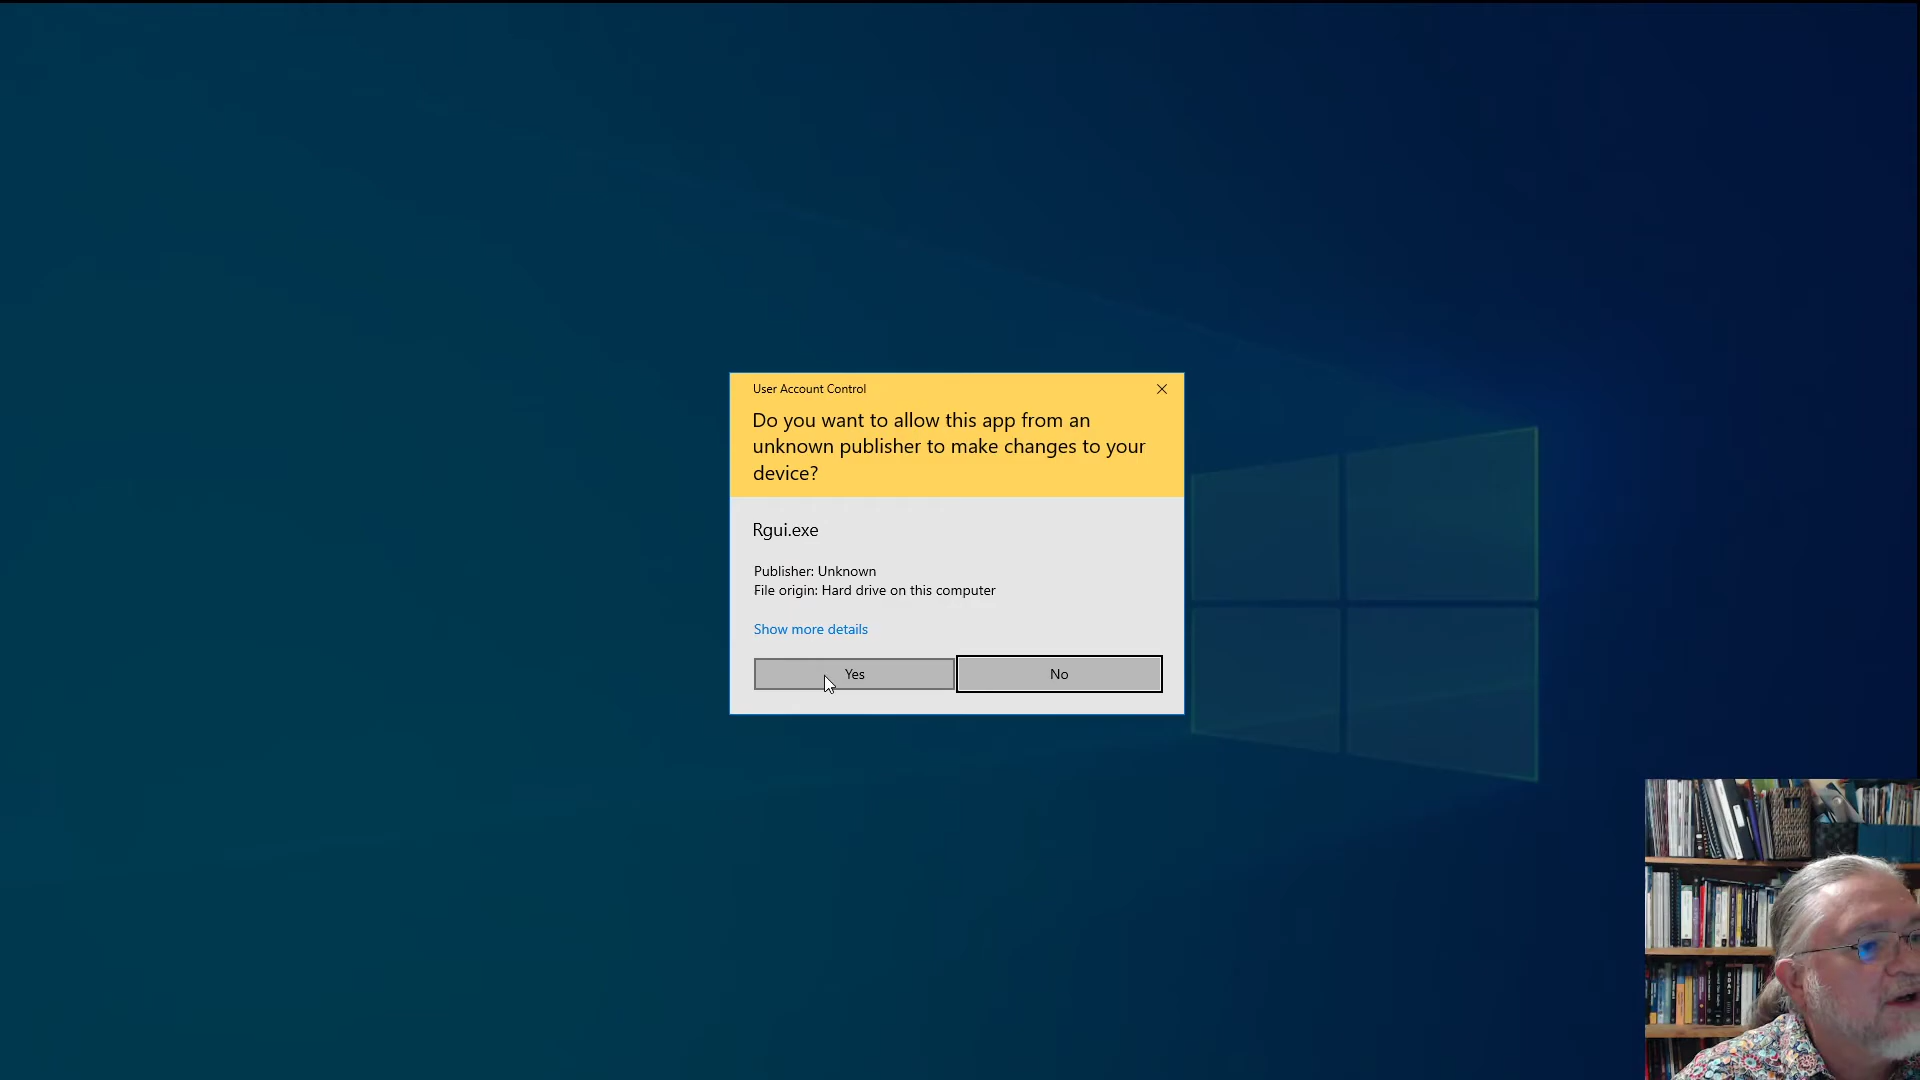 User Account Control
Do you want to allow this app from an
unknown publisher to make changes to your
device?
Rgui.exe
Publisher: Unknown
File origin: Hard drive on this computer
Show more details
Yes
No